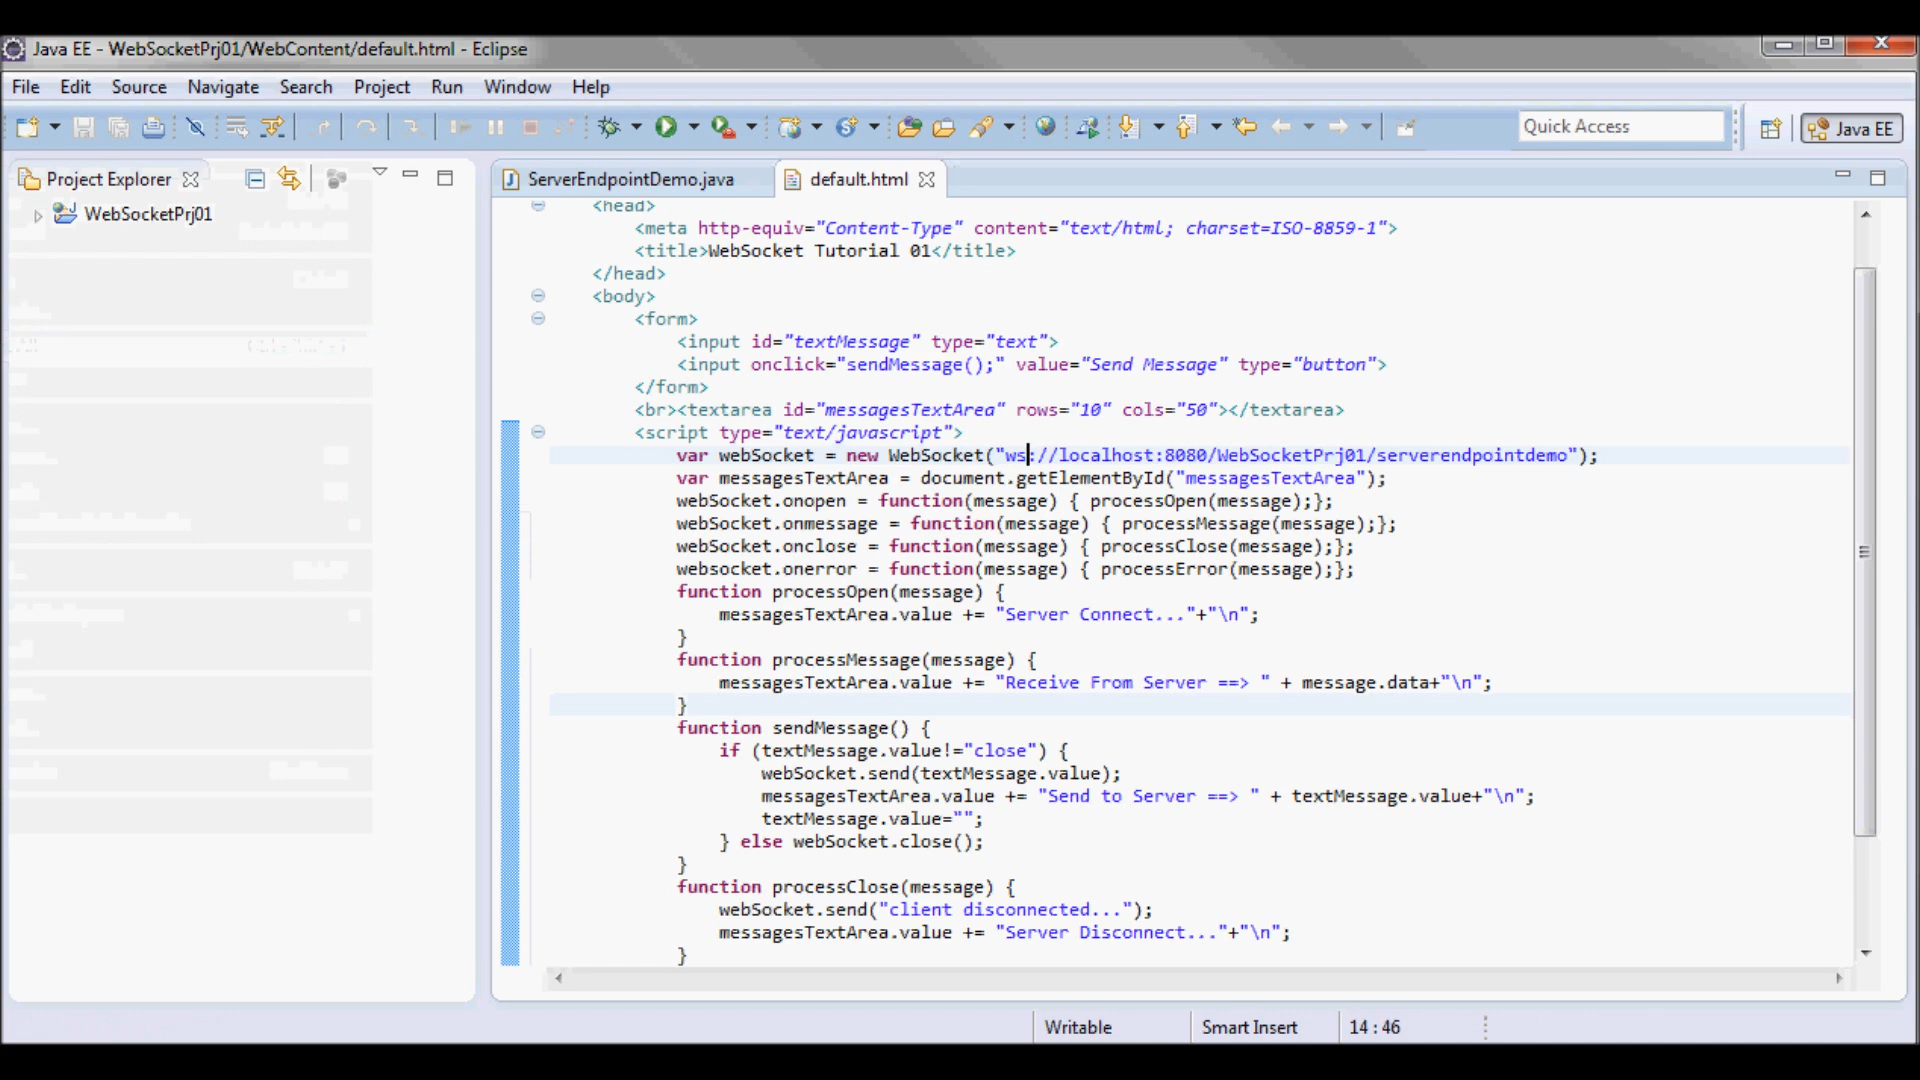 Java EE - WebSocketPrj01/WebContent/default.html - Eclipse
File Edit Source Navigate Search Project Run Window Help
Quick Access
Java EE
Project Explorer
WebSocketPrj01
ServerEndpointDemo.java
default.html
<head>
<meta http-equiv="Content-Type" content="text/html; charset=ISO-8859-1">
<title>WebSocket Tutorial 01</title>
</head>
<body>
<form>
<input id="textMessage" type="text">
<input onclick="sendMessage();" value="Send Message" type="button">
</form>
<br><textarea id="messagesTextArea" rows="10" cols="50"></textarea>
<script type="text/javascript">
var webSocket = new WebSocket("ws://localhost:8080/WebSocketPrj01/serverendpointdemo");
var messagesTextArea = document.getElementById("messagesTextArea");
webSocket.onopen = function(message) { processOpen(message);};
webSocket.onmessage = function(message) { processMessage(message);};
webSocket.onclose = function(message) { processClose(message);};
websocket.onerror = function(message) { processError(message);};
function processOpen(message) {
messagesTextArea.value += "Server Connect..."+"\n";
}
function processMessage(message) {
messagesTextArea.value += "Receive From Server ==> " + message.data+"\n";
}
function sendMessage() {
if (textMessage.value!="close") {
webSocket.send(textMessage.value);
messagesTextArea.value += "Send to Server ==> " + textMessage.value+"\n";
textMessage.value="";
} else webSocket.close();
}
function processClose(message) {
webSocket.send("client disconnected...");
messagesTextArea.value += "Server Disconnect..."+"\n";
}
Writable
Smart Insert
14 : 46